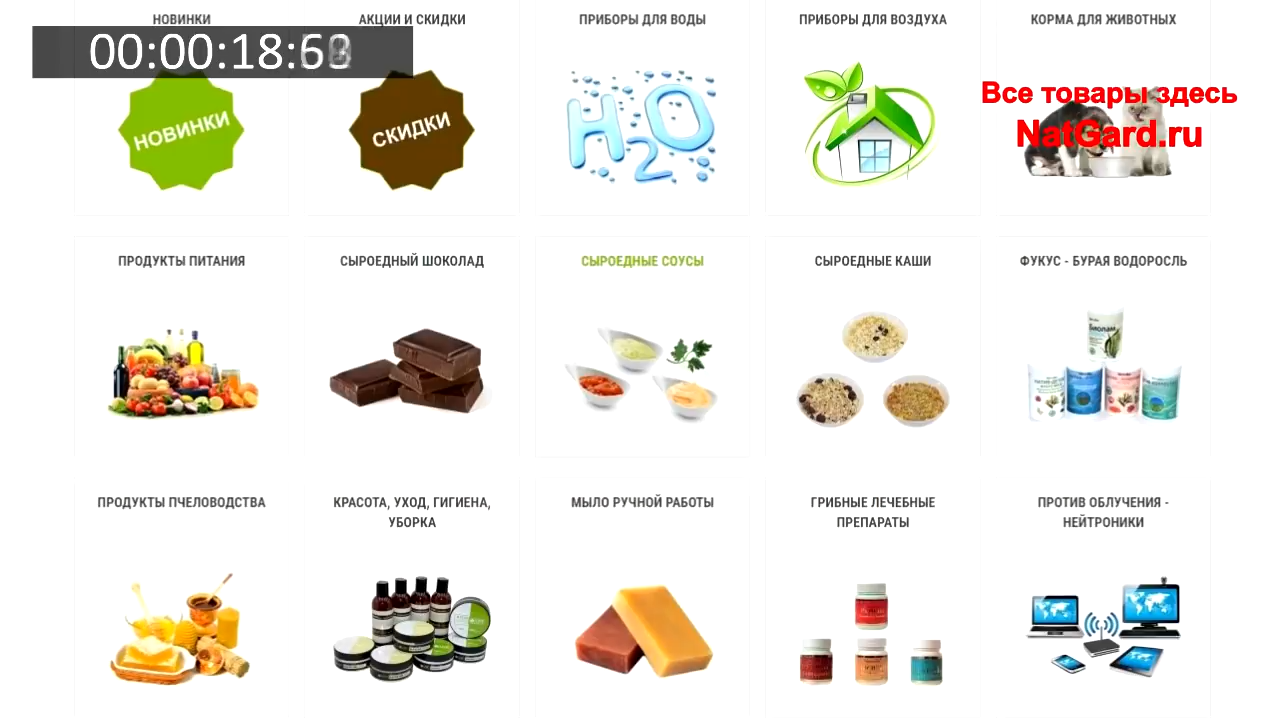 НОВИНКИ
АКЦИИ И СКИДКИ
ПРИБОРЫ ДЛЯ ВОДЫ
ПРИБОРЫ ДЛЯ ВОЗДУХА
КОРМА ДЛЯ ЖИВОТНЫХ
00:00:18:
НОВИНКИ
СКИДКИ
H2O
Все товары здесь
NatGard.ru
ПРОДУКТЫ ПИТАНИЯ
СЫРОЕДНЫЙ ШОКОЛАД
СЫРОЕДНЫЕ СОУСЫ
СЫРОЕДНЫЕ КАШИ
ФУКУС - БУРАЯ ВОДОРОСЛЬ
ПРОДУКТЫ ПЧЕЛОВОДСТВА
КРАСОТА, УХОД, ГИГИЕНА,
УБОРКА
МЫЛО РУЧНОЙ РАБОТЫ
ГРИБНЫЕ ЛЕЧЕБНЫЕ
ПРЕПАРАТЫ
ПРОТИВ ОБЛУЧЕНИЯ -
НЕЙТРОНИКИ